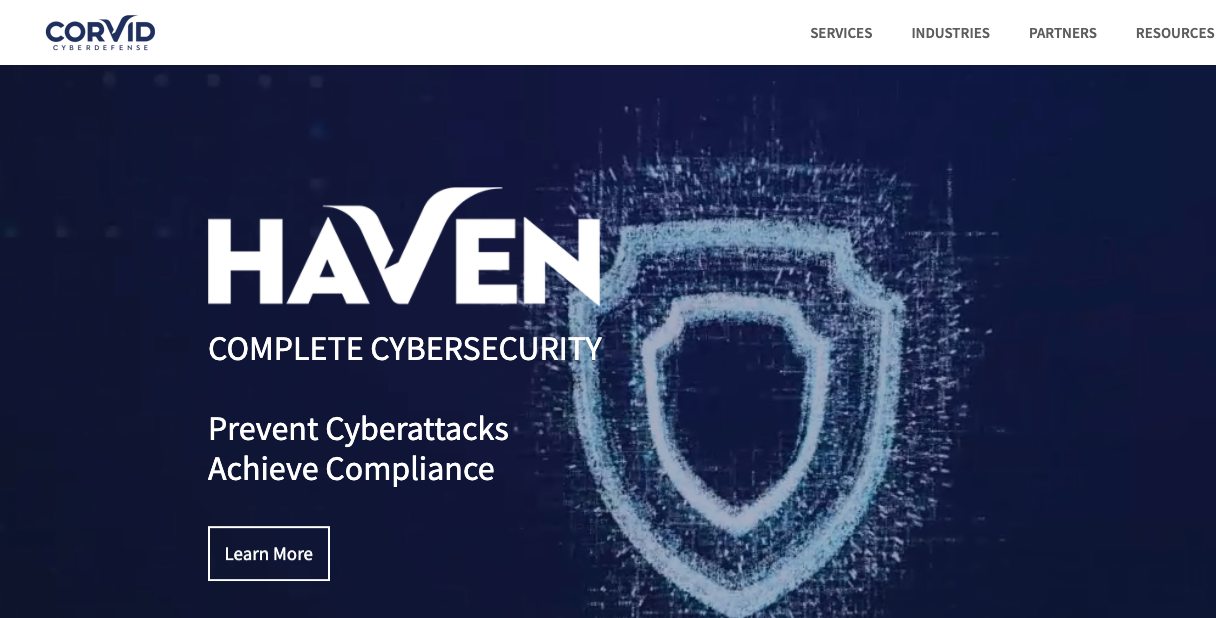 CORVID
CYBERDEFENSE
SERVICES INDUSTRIES PARTNERS RESOURCES
HAVEN
COMPLETE CYBERSECURITY
Prevent Cyberattacks
Achieve Compliance
Learn More